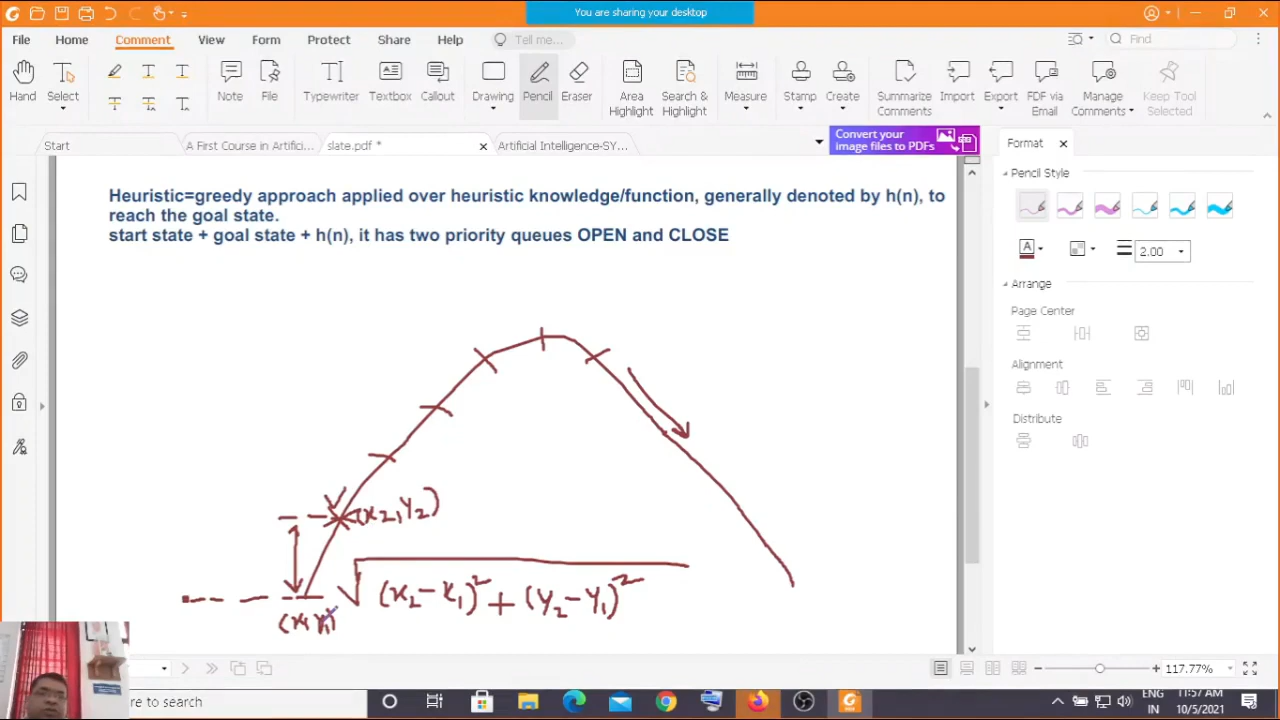 You are sharing your desktop
File Home Comment View Form Protect Share Help Tell me... Find
Hand Select Note File Typewriter Textbox Callout Drawing Pencil Eraser Area Highlight Search & Highlight Measure Stamp Create Summarize Comments Import Export PDF via Email Manage Comments Keep Tool Selected
Start A First Course in Artifici... slate.pdf * Artificial Intelligence-SY... Convert your image files to PDFs Format
Heuristic=greedy approach applied over heuristic knowledge/function, generally denoted by h(n), to
reach the goal state.
start state + goal state + h(n), it has two priority queues OPEN and CLOSE
Pencil Style
2.00
Arrange
Page Center
Alignment
Distribute
(x2, y2)
√(x2-x1)² + (y2-y1)²
(x1 y1)
117.77%
here to search
ENG
IN
11:57 AM
10/5/2021